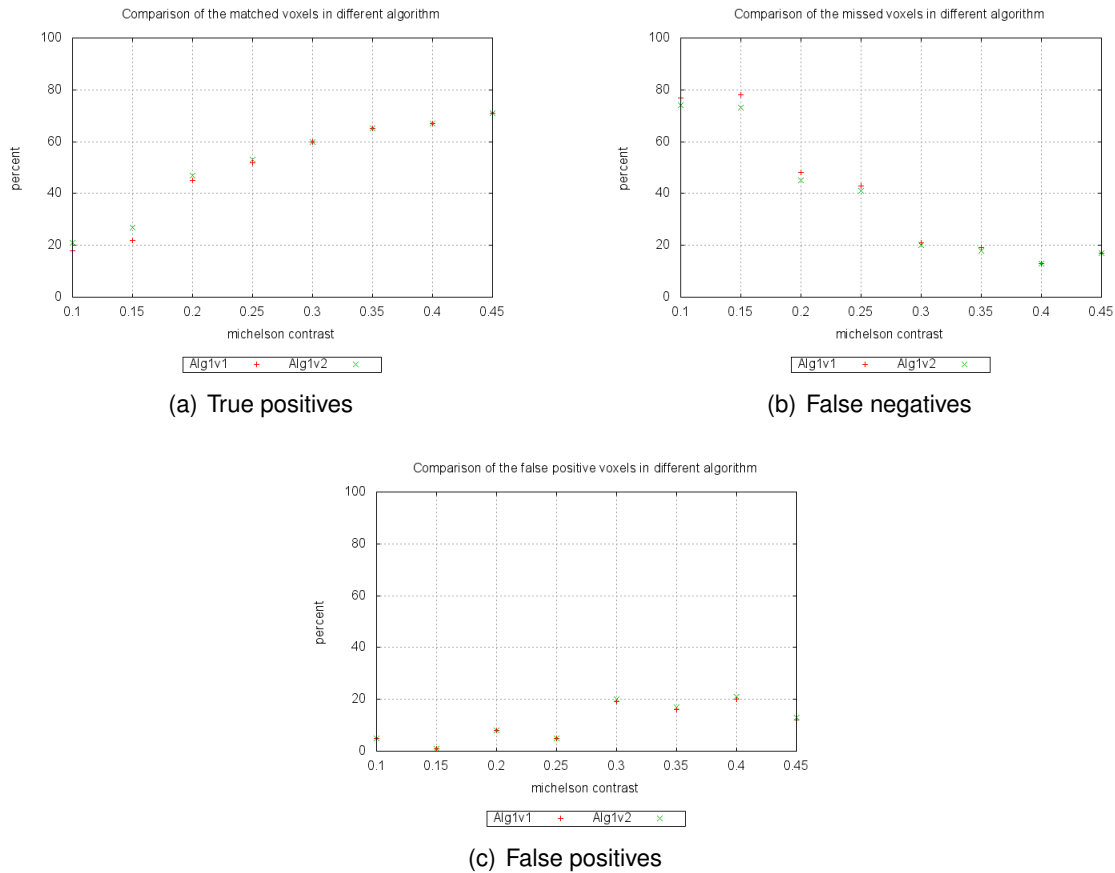 Comparison of the matched voxels in different algorithm
100
80
60
40
20
0
percent
0.1 0.15 0.2 0.25 0.3 0.35 0.4 0.45
michelson contrast
Alg1v1 + Alg1v2 ×
(a) True positives
Comparison of the missed voxels in different algorithm
100
80
60
40
20
0
percent
0.1 0.15 0.2 0.25 0.3 0.35 0.4 0.45
michelson contrast
Alg1v1 + Alg1v2 ×
(b) False negatives
Comparison of the false positive voxels in different algorithm
100
80
60
40
20
0
percent
0.1 0.15 0.2 0.25 0.3 0.35 0.4 0.45
michelson contrast
Alg1v1 + Alg1v2 ×
(c) False positives